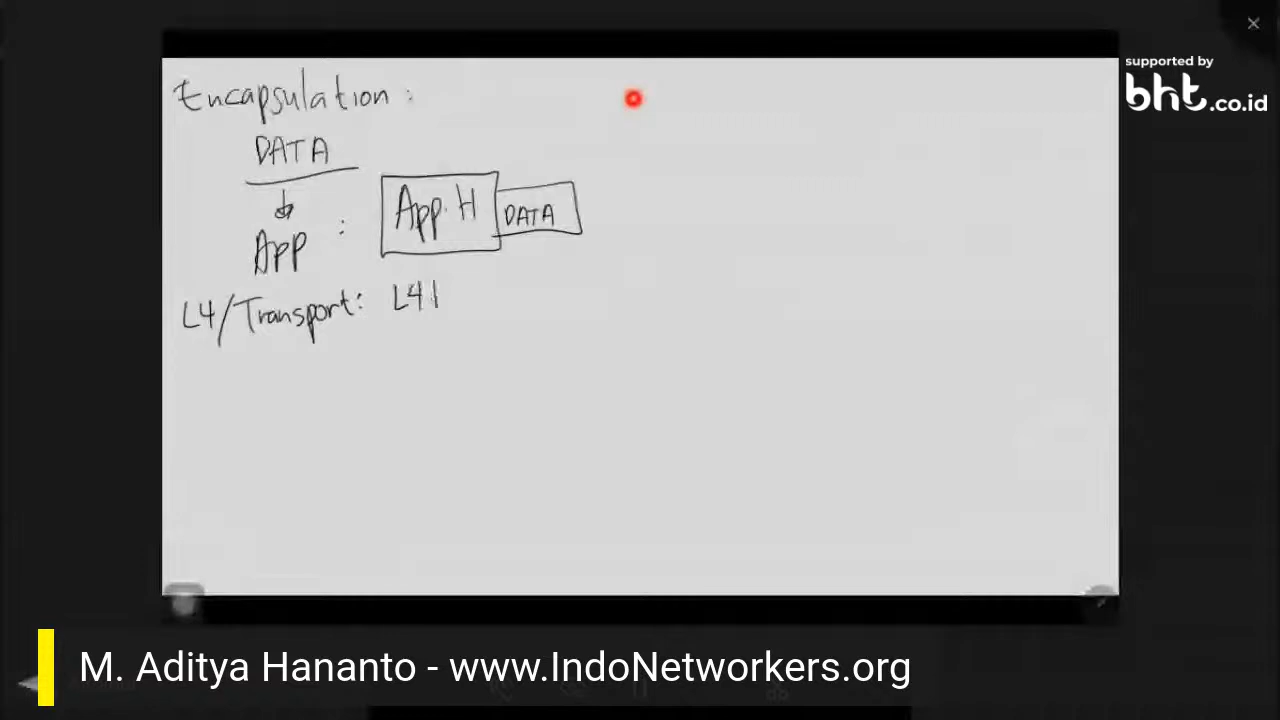 supported by
bht.co.id
Encapsulation :
DATA
APP : App. H DATA
L4/Transport: L4
M. Aditya Hananto - www.IndoNetworkers.org